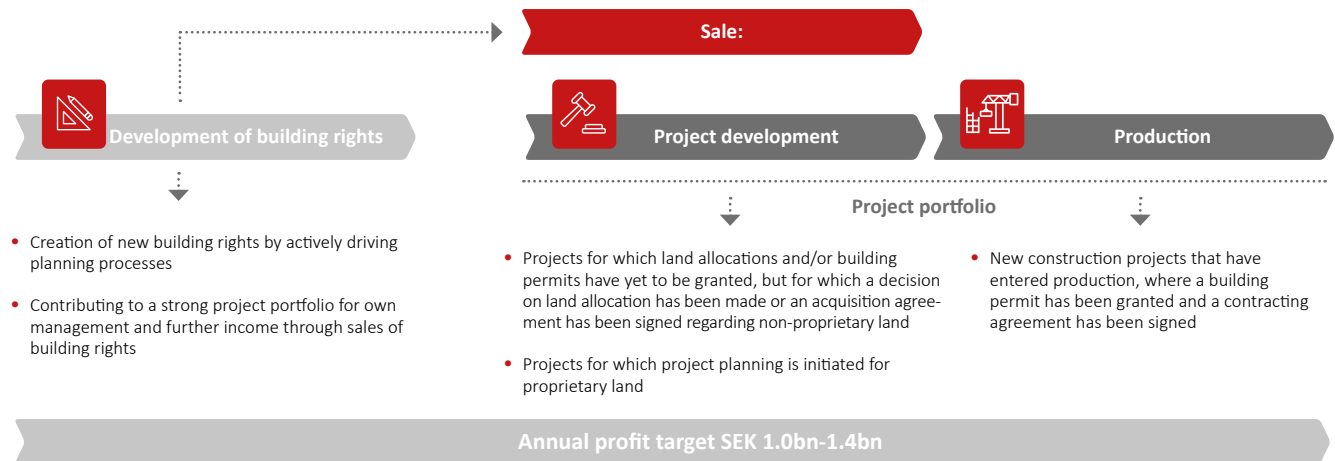 Sale:
Development of building rights
Project development
Production
Project portfolio
• Creation of new building rights by actively driving
planning processes
• Contributing to a strong project portfolio for own
management and further income through sales of
building rights
• Projects for which land allocations and/or building
permits have yet to be granted, but for which a decision
on land allocation has been made or an acquisition agree-
ment has been signed regarding non-proprietary land
• Projects for which project planning is initiated for
proprietary land
• New construction projects that have
entered production, where a building
permit has been granted and a contracting
agreement has been signed
Annual profit target SEK 1.0bn-1.4bn